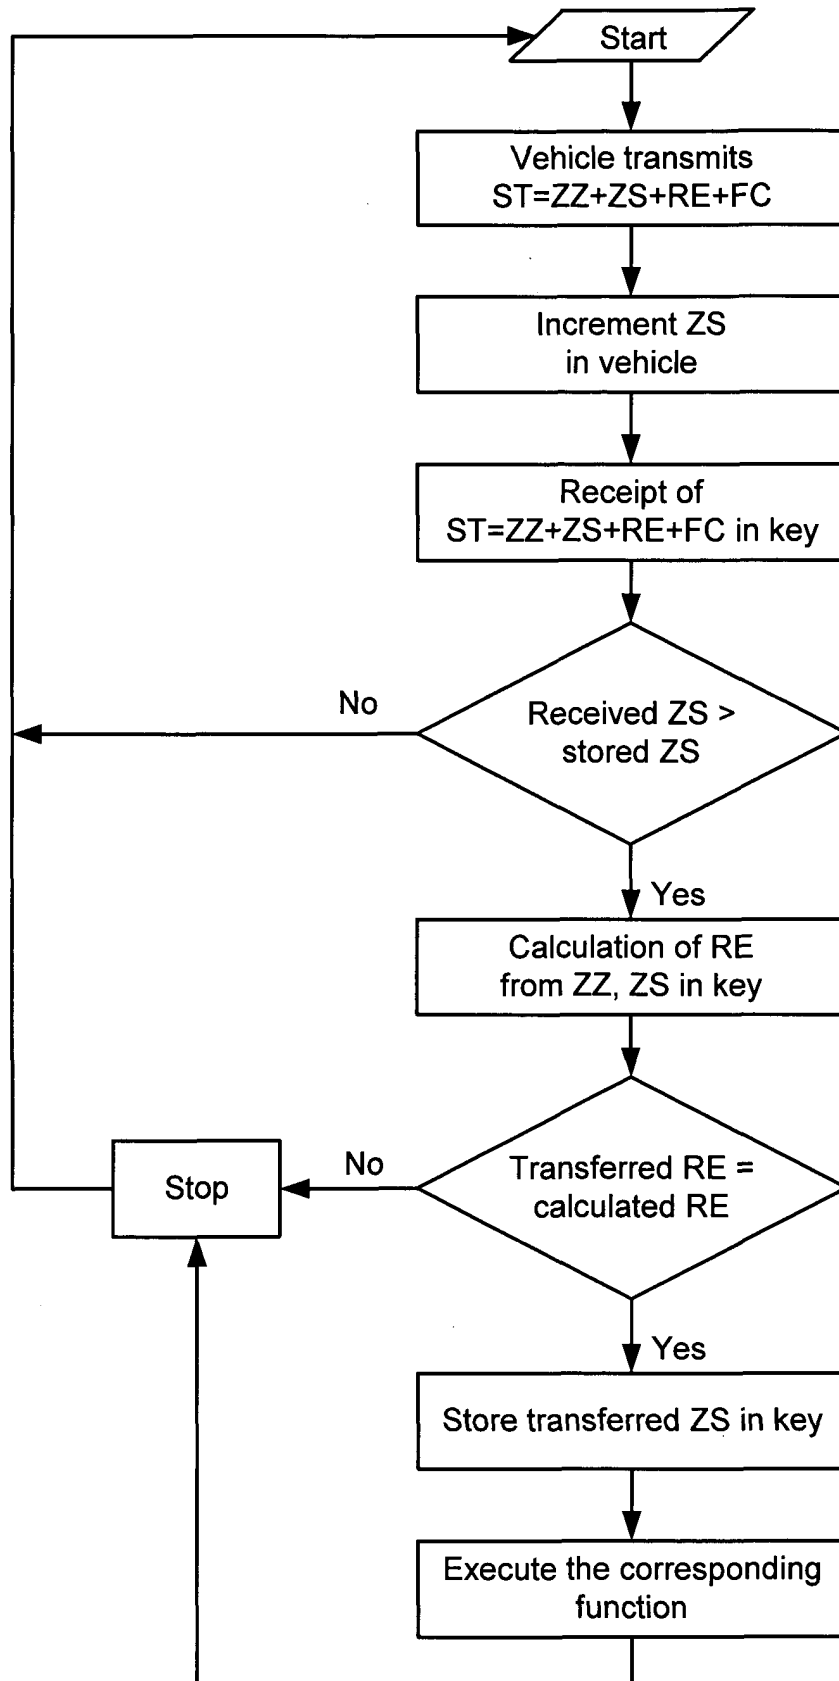 Start
Vehicle transmits
ST=ZZ+ZS+RE+FC
Increment ZS
in vehicle
Receipt of
ST=ZZ+ZS+RE+FC in key
No
Received ZS >
stored ZS
Yes
Calculation of RE
from ZZ, ZS in key
Stop
No
Transferred RE =
calculated RE
Yes
Store transferred ZS in key
Execute the corresponding
function